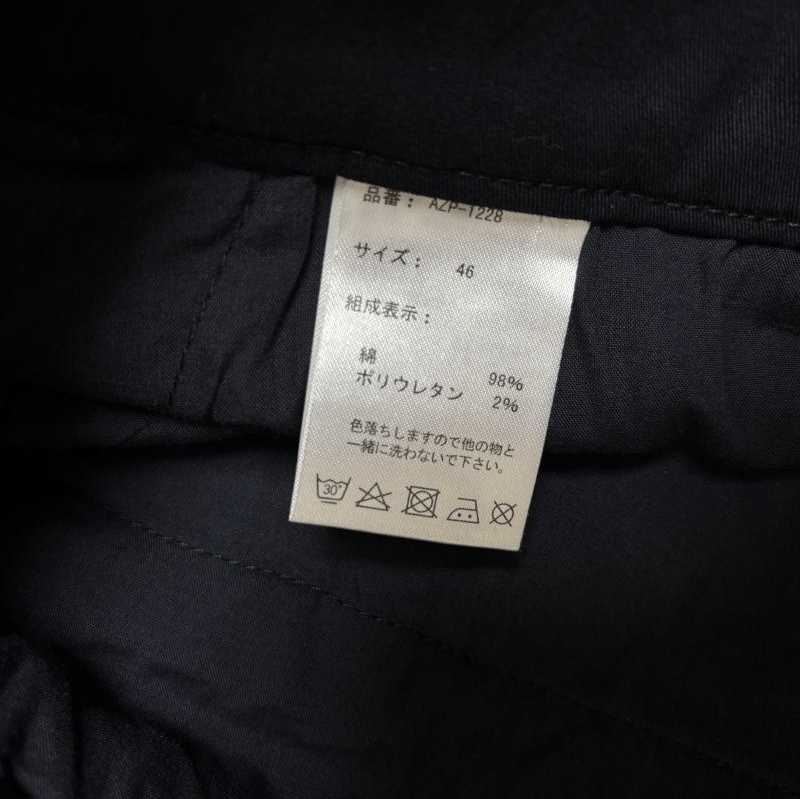 品番： AZP-1228
サイズ： 46
組成表示：
綿 98%
ポリウレタン 2%
色落ちしますので他の物と
一緒に洗わないで下さい。
30°